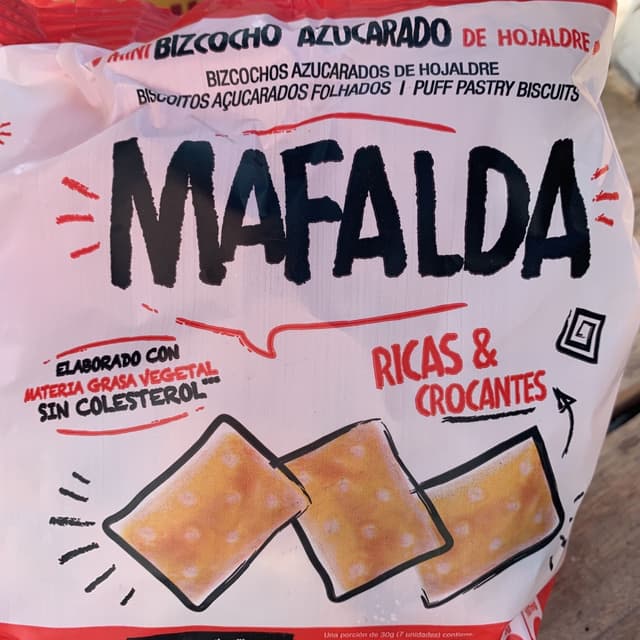 MINI BIZCOCHO AZUCARADO DE HOJALDRE
BIZCOCHOS AZUCARADOS DE HOJALDRE
BISCOITOS AÇUCARADOS FOLHADOS | PUFF PASTRY BISCUITS
MAFALDA
ELABORADO CON
MATERIA GRASA VEGETAL
SIN COLESTEROL***
RICAS &
CROCANTES
Una porción de 30g (7 unidades) contiene: